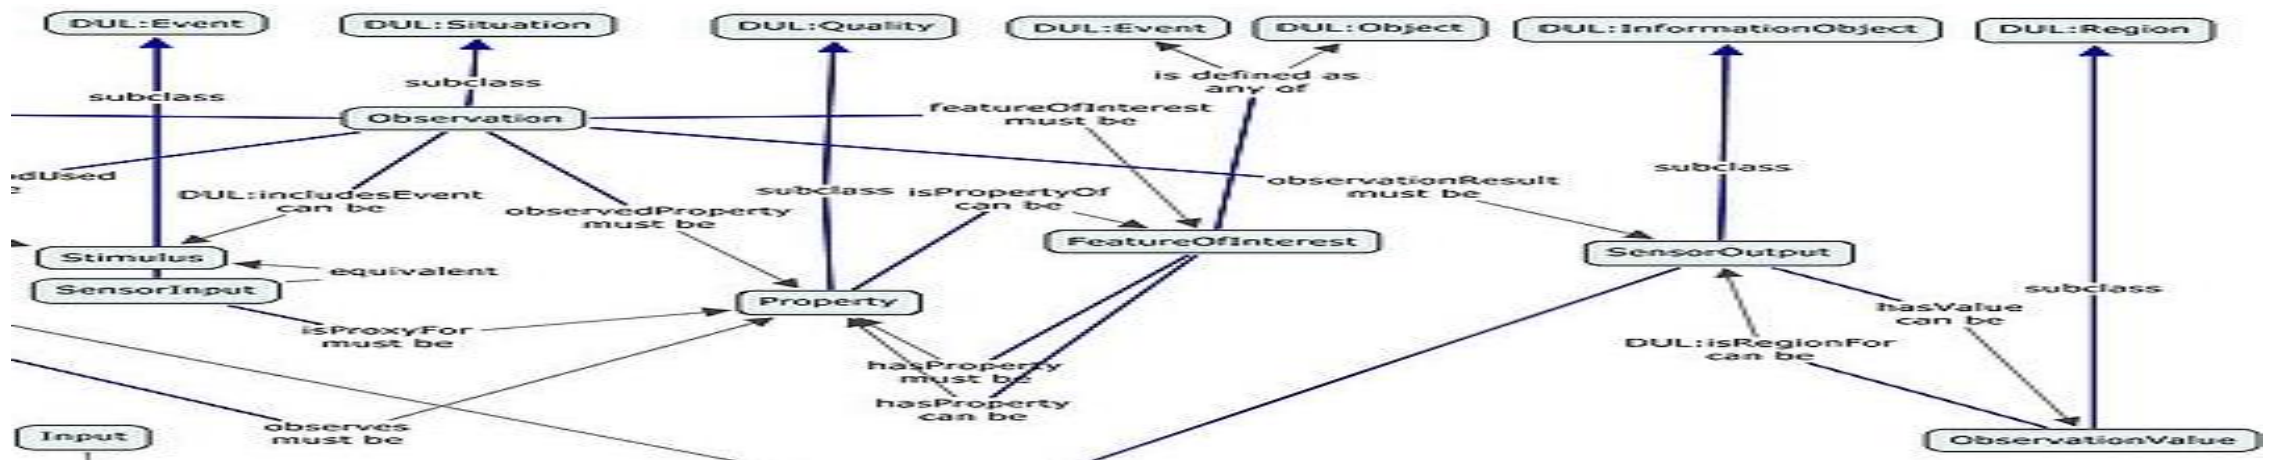 DUL:Event
DUL:Situation
DUL:Quality
DUL:Event
DUL:Object
DUL:InformationObject
DUL:Region
subclass
subclass
is defined as
any of
Observation
featureOfInterest
must be
subclass
dUsed
DUL:includesEvent
can be
observedProperty
must be
subclass
isPropertyOf
can be
observationResult
must be
Stimulus
equivalent
SensorInput
FeatureOfInterest
SensorOutput
Property
subclass
isProxyFor
must be
hasValue
can be
DUL:isRegionFor
can be
hasProperty
must be
hasProperty
can be
observes
must be
Input
ObservationValue